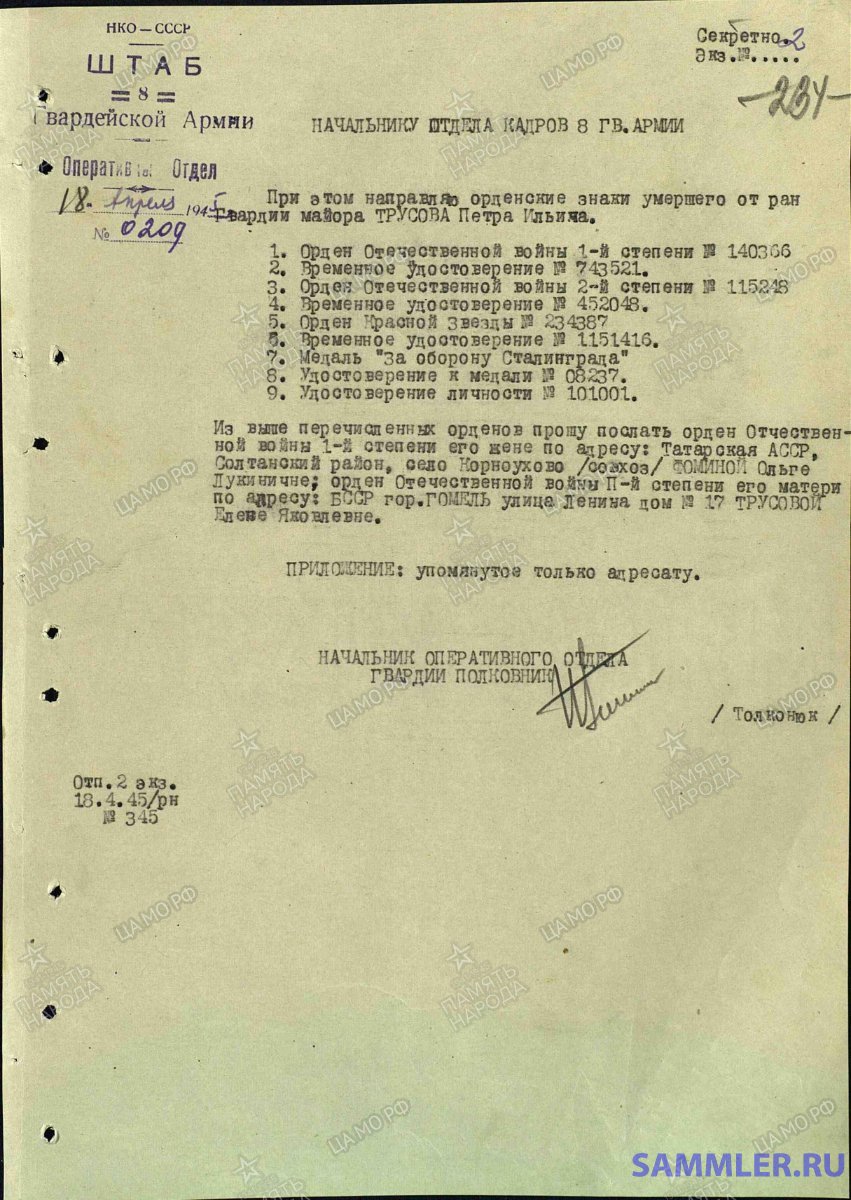 НКО — СССР
ШТАБ
= 8 =
Гвардейской Армии
Оперативный Отдел
18. Апреля 1945
№ 0209
Секретно.
Экз.№..... 2
-234-
НАЧАЛЬНИКУ ОТДЕЛА КАДРОВ 8 ГВ.АРМИИ
При этом направляю орденские знаки умершего от ран
Гвардии майора ТРУСОВА Петра Ильича.
1. Орден Отечественной войны 1-й степени № 140366
2. Временное удостоверение № 743521.
3. Орден Отечественной войны 2-й степени № 115248
4. Временное удостоверение № 452048.
5. Орден Красной Звезды № 234387
6. Временное удостоверение № 1151416.
7. Медаль "За оборону Сталинграда"
8. Удостоверение к медали № 08237.
9. Удостоверение личности № 101001.
Из выше перечисленных орденов прошу послать орден Отчествен-
ной войны 1-й степени его жене по адресу: Татарская АССР,
Солтанский район, село Корноухово /совхоз/ ФОМИНОЙ Ольге
Лукиничне; орден Отечественной войны П-й степени его матери
по адресу: БССР гор.ГОМЕЛЬ улица Ленина дом № 17 ТРУСОВОЙ
Елене Яковлевне.
ПРИЛОЖЕНИЕ: упомянутое только адресату.
НАЧАЛЬНИК ОПЕРАТИВНОГО ОТДЕЛА
ГВАРДИИ ПОЛКОВНИК
/ Толконюк /
Отп.2 экз.
18.4.45/рн
№ 345
ПАМЯТЬ НАРОДА
ЦАМО.РФ
SAMMLER.RU